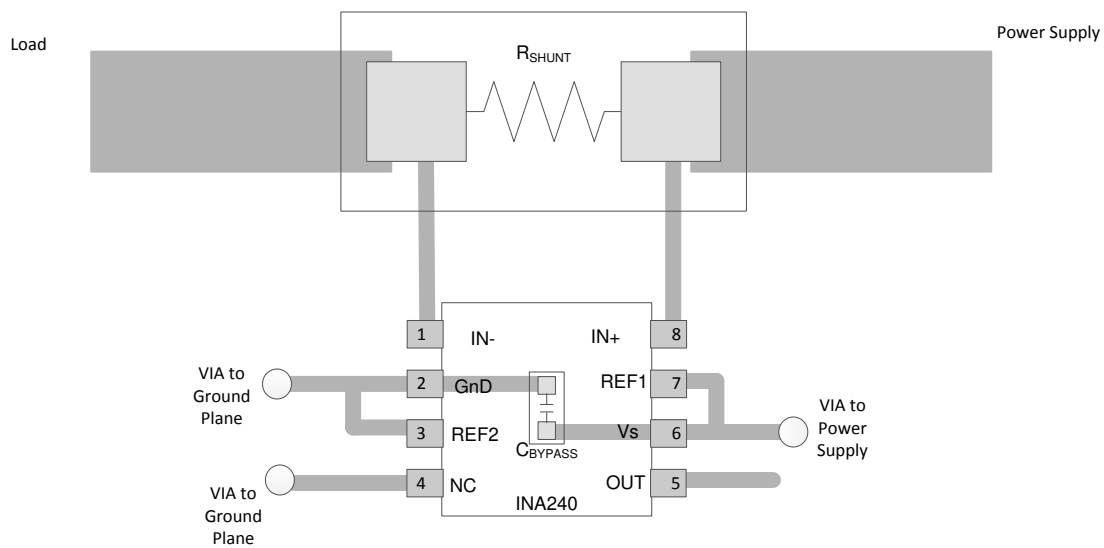 Load
Power Supply
RSHUNT
1
IN-
IN+
8
VIA to
Ground
Plane
2
GnD
REF1
7
3
REF2
CBYPASS
Vs
6
VIA to
Power
Supply
VIA to
Ground
Plane
4
NC
OUT
5
INA240